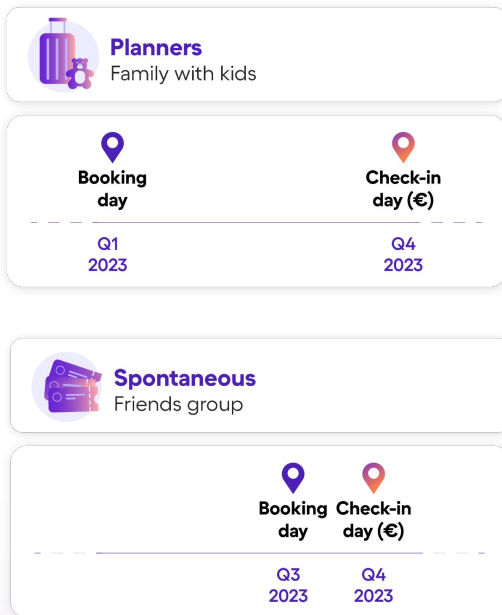 Planners
Family with kids
Booking
day
Check-in
day (€)
Q1
2023
Q4
2023
Spontaneous
Friends group
Booking
day
Check-in
day (€)
Q3
2023
Q4
2023